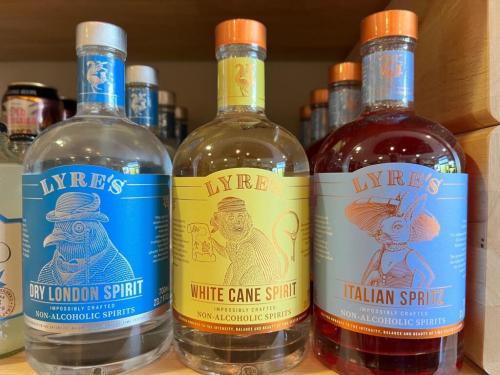 LYRE'S
DRY LONDON SPIRIT
IMPOSSIBLY CRAFTED
NON-ALCOHOLIC SPIRITS
700ml
LYRE'S
WHITE CANE SPIRIT
IMPOSSIBLY CRAFTED
NON-ALCOHOLIC SPIRITS
LYRE'S
ITALIAN SPRITZ
IMPOSSIBLY CRAFTED
NON-ALCOHOLIC SPIRITS